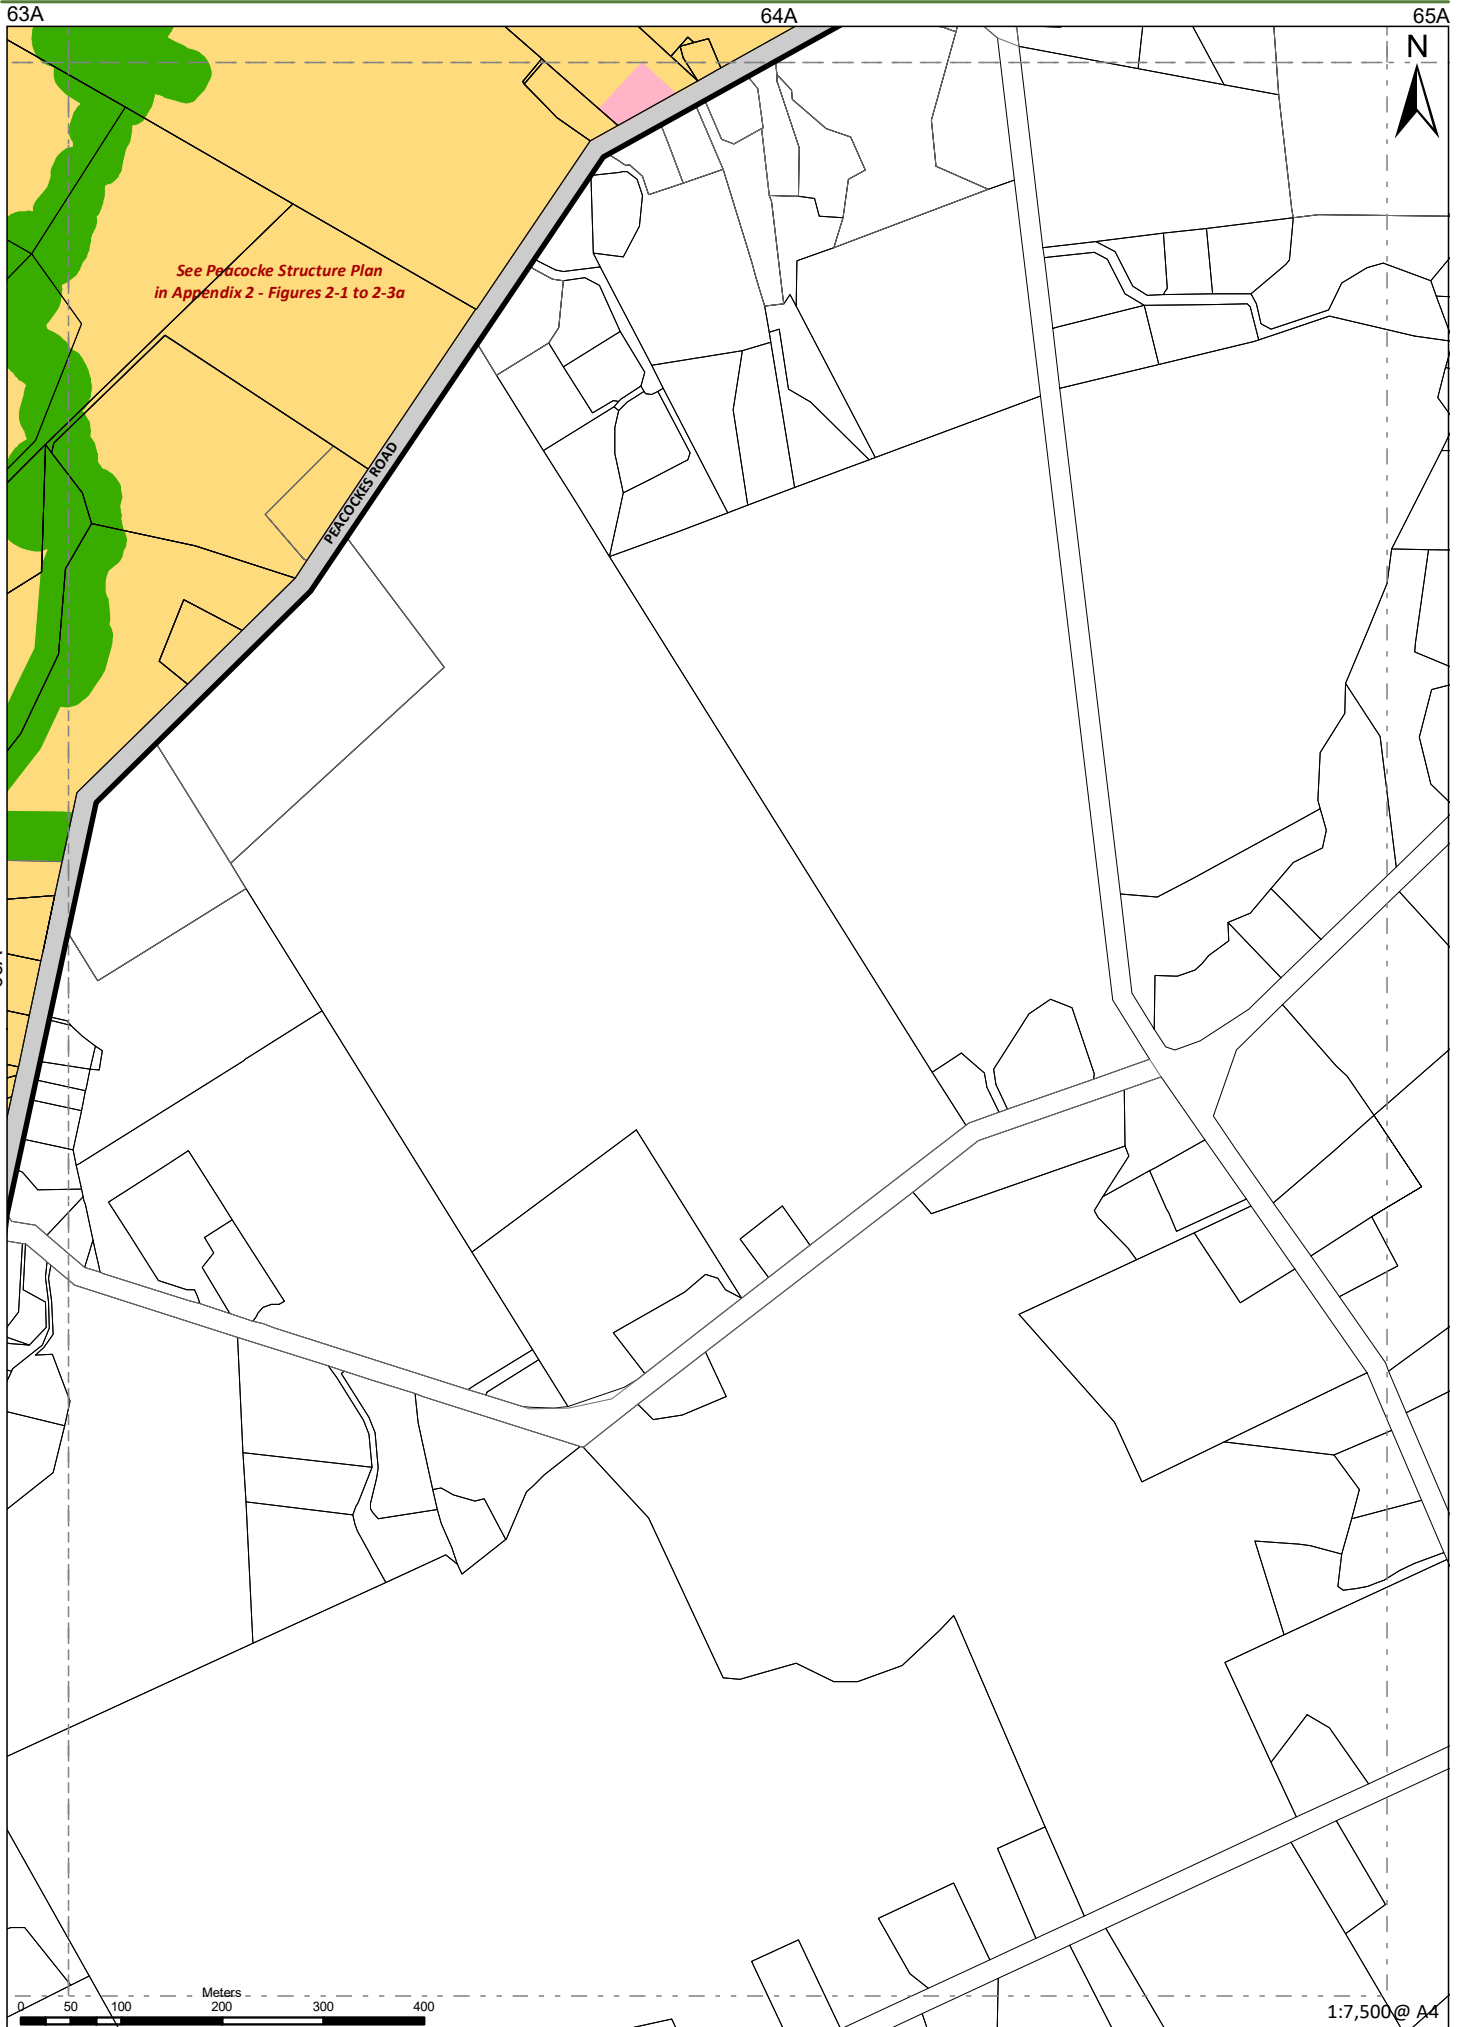 63A
64A
65A
N
See Peacocke Structure Plan
in Appendix 2 - Figures 2-1 to 2-3a
PEACOCKES ROAD
Meters
0 50 100 200 300 400
1:7,500@ A4